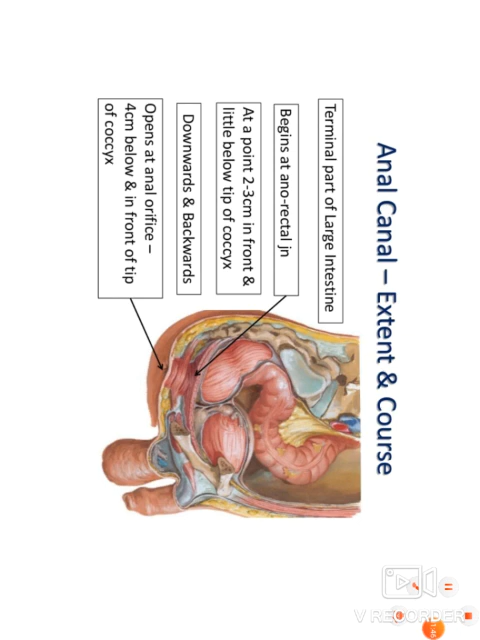 Anal Canal – Extent & Course
Terminal part of Large Intestine
Begins at ano-rectal jn
At a point 2-3cm in front &
little below tip of coccyx
Downwards & Backwards
Opens at anal orifice –
4cm below & in front of tip
of coccyx
V RECORDER